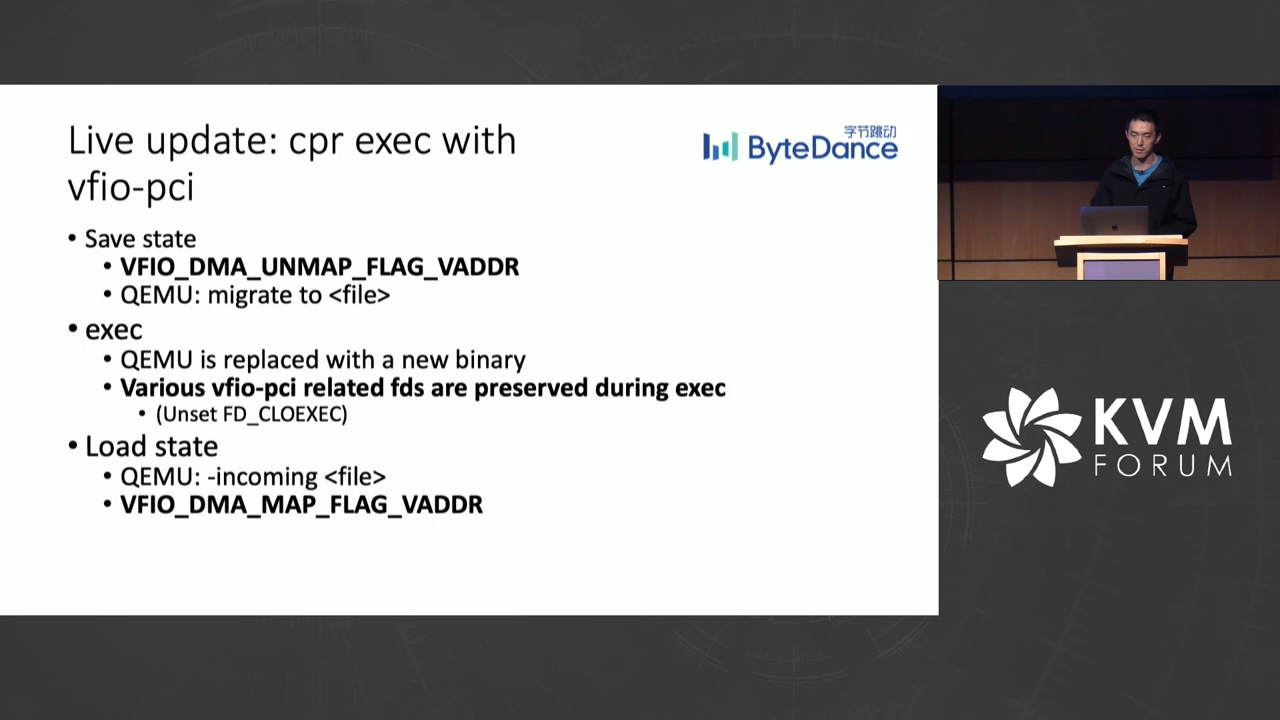 Live update: cpr exec with
vfio-pci
字节跳动
ByteDance
• Save state
• VFIO_DMA_UNMAP_FLAG_VADDR
• QEMU: migrate to <file>
• exec
• QEMU is replaced with a new binary
• Various vfio-pci related fds are preserved during exec
• (Unset FD_CLOEXEC)
• Load state
• QEMU: -incoming <file>
• VFIO_DMA_MAP_FLAG_VADDR
KVM
FORUM